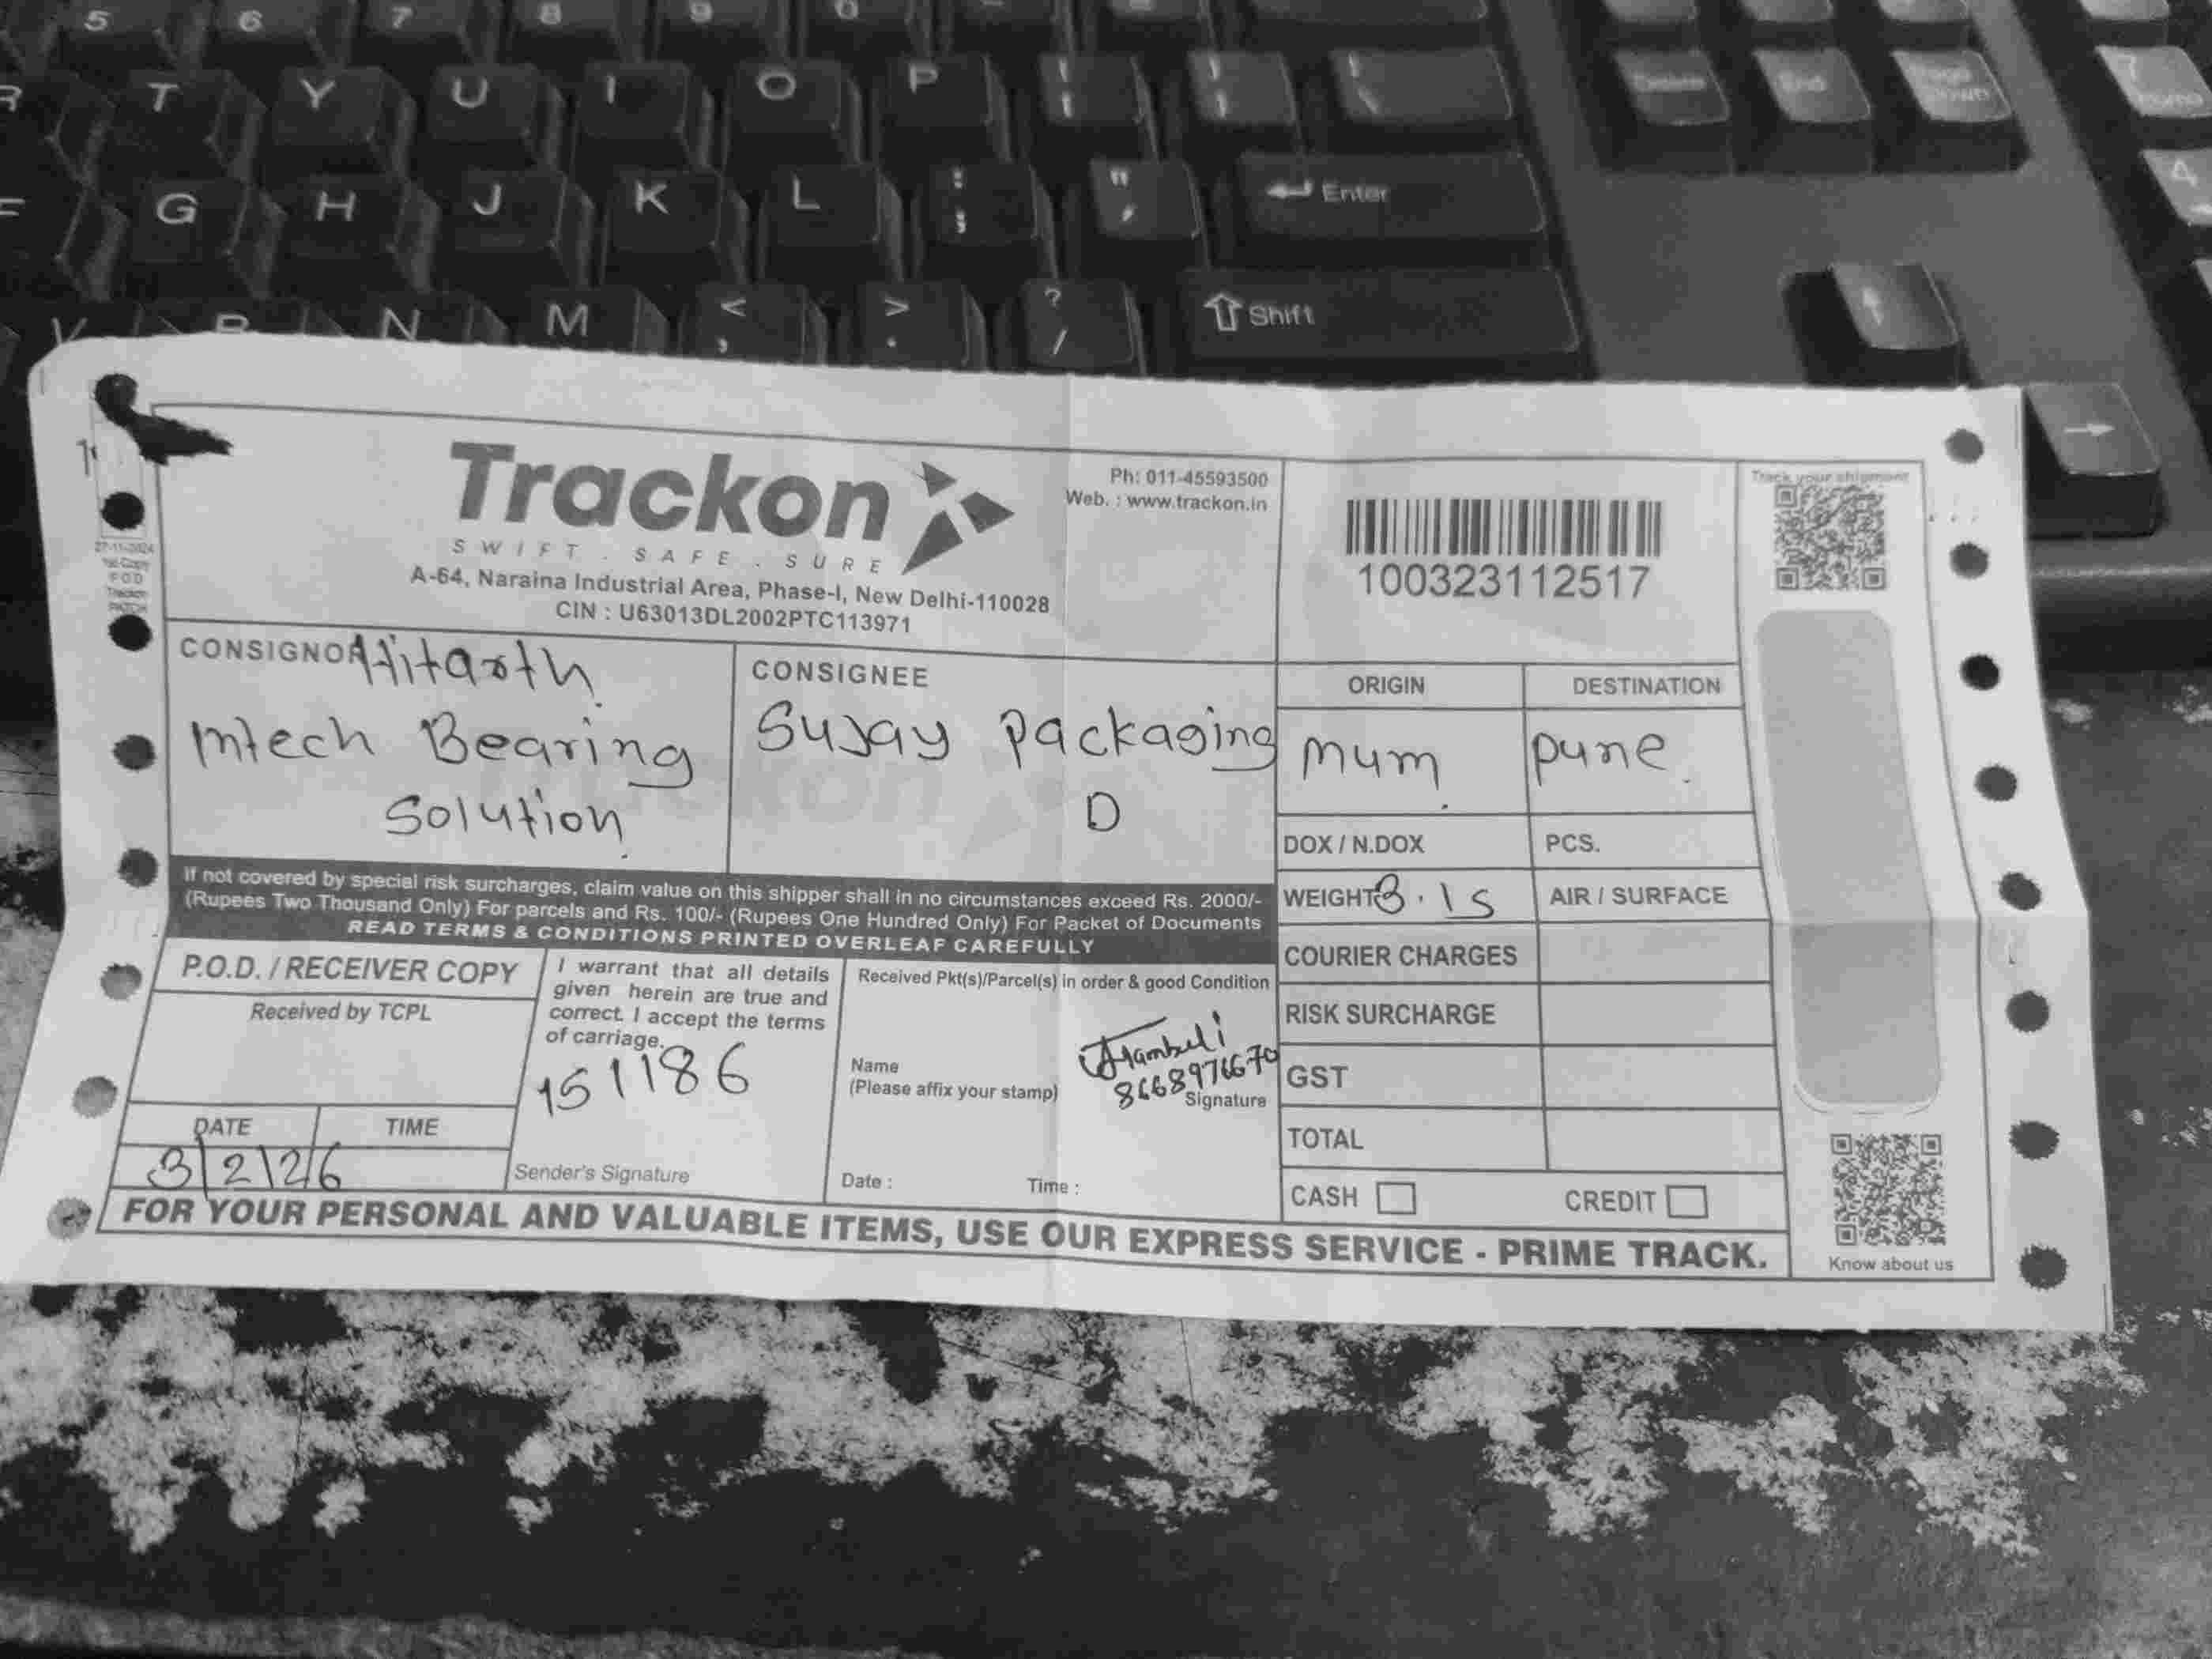 5 6 7 8 9 0
T Y U I O P
G H J K L : ; " ' Enter
V B N M < , > . ? / Shift
Track your shipment
Trackon
SWIFT . SAFE . SURE
Ph: 011-45593500
Web. : www.trackon.in
A-64, Naraina Industrial Area, Phase-I, New Delhi-110028
CIN : U63013DL2002PTC113971
100323112517
27-11-2024
CONSIGNOR Hitarth
Mtech Bearing
Solution
CONSIGNEE
Sujay Packaging
D
ORIGIN
Mum
DESTINATION
Pune
DOX / N.DOX
PCS.
WEIGHT 3.15
AIR / SURFACE
If not covered by special risk surcharges, claim value on this shipper shall in no circumstances exceed Rs. 2000/-
(Rupees Two Thousand Only) For parcels and Rs. 100/- (Rupees One Hundred Only) For Packet of Documents
READ TERMS & CONDITIONS PRINTED OVERLEAF CAREFULLY
P.O.D. / RECEIVER COPY
Received by TCPL
DATE
TIME
3/2/26
I warrant that all details
given herein are true and
correct. I accept the terms
of carriage.
151186
Sender's Signature
Received Pkt(s)/Parcel(s) in order & good Condition
Name
(Please affix your stamp)
8668976670
Signature
Date :
Time :
COURIER CHARGES
RISK SURCHARGE
GST
TOTAL
CASH
CREDIT
FOR YOUR PERSONAL AND VALUABLE ITEMS, USE OUR EXPRESS SERVICE - PRIME TRACK.
Know about us